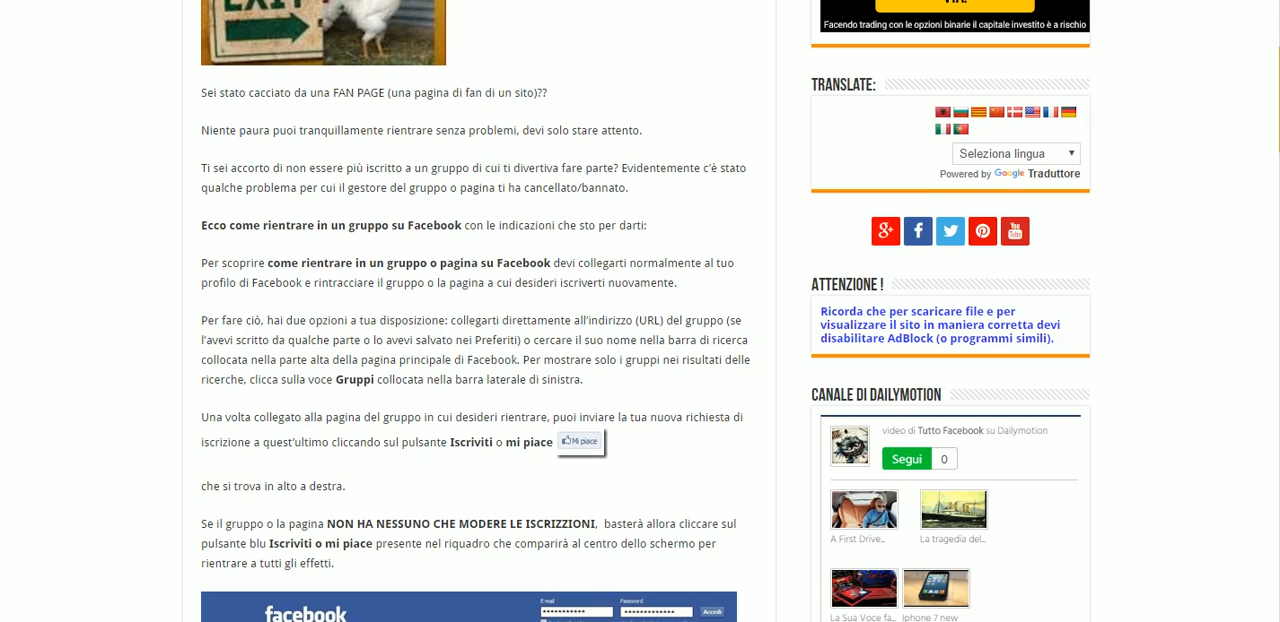 EXIT
Sei stato cacciato da una FAN PAGE (una pagina di fan di un sito)??
Niente paura puoi tranquillamente rientrare senza problemi, devi solo stare attento.
Ti sei accorto di non essere più iscritto a un gruppo di cui ti divertiva fare parte? Evidentemente c'è stato
qualche problema per cui il gestore del gruppo o pagina ti ha cancellato/bannato.
Ecco come rientrare in un gruppo su Facebook con le indicazioni che sto per darti:
Per scoprire come rientrare in un gruppo o pagina su Facebook devi collegarti normalmente al tuo
profilo di Facebook e rintracciare il gruppo o la pagina a cui desideri iscriverti nuovamente.
Per fare ciò, hai due opzioni a tua disposizione: collegarti direttamente all'indirizzo (URL) del gruppo (se
l'avevi scritto da qualche parte o lo avevi salvato nei Preferiti) o cercare il suo nome nella barra di ricerca
collocata nella parte alta della pagina principale di Facebook. Per mostrare solo i gruppi nei risultati delle
ricerche, clicca sulla voce Gruppi collocata nella barra laterale di sinistra.
Una volta collegato alla pagina del gruppo in cui desideri rientrare, puoi inviare la tua nuova richiesta di
iscrizione a quest'ultimo cliccando sul pulsante Iscriviti o mi piace Mi piace
che si trova in alto a destra.
Se il gruppo o la pagina NON HA NESSUNO CHE MODERE LE ISCRIZZIONI, basterà allora cliccare sul
pulsante blu Iscriviti o mi piace presente nel riquadro che comparirà al centro dello schermo per
rientrare a tutti gli effetti.
facebook
E-mail Password
Accedi
VIA!
Facendo trading con le opzioni binarie il capitale investito è a rischio
TRANSLATE:
Seleziona lingua
Powered by Google Traduttore
g+ f You Tube
ATTENZIONE !
Ricorda che per scaricare file e per
visualizzare il sito in maniera corretta devi
disabilitare AdBlock (o programmi simili).
CANALE DI DAILYMOTION
video di Tutto Facebook su Dailymotion
Segui 0
A First Drive... La tragedia del...
La Sua Voce fa... Iphone 7 new